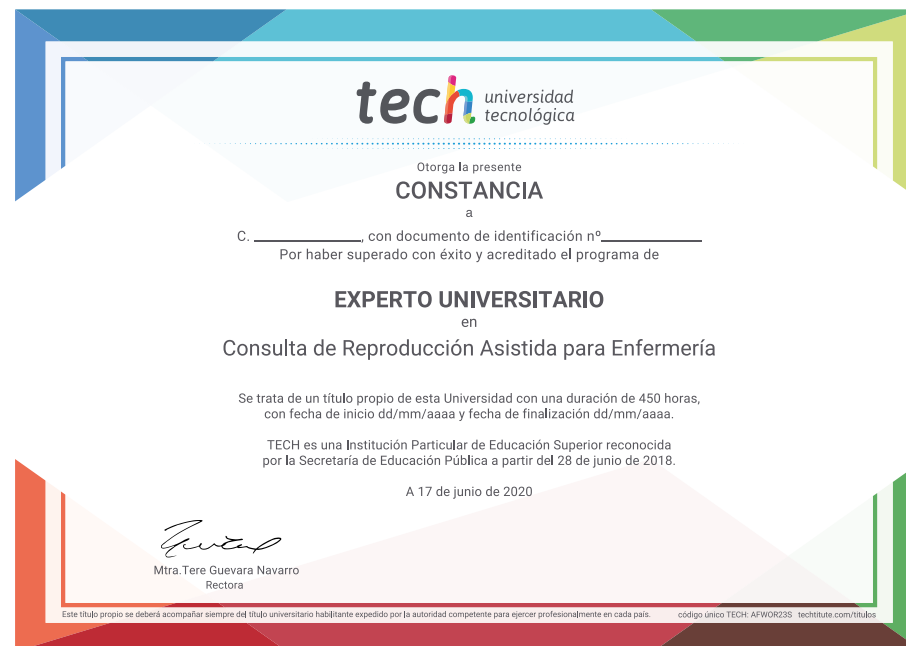 tech universidad
tecnológica
Otorga la presente
CONSTANCIA
a
C. ______________, con documento de identificación nº_____________
Por haber superado con éxito y acreditado el programa de
EXPERTO UNIVERSITARIO
en
Consulta de Reproducción Asistida para Enfermería
Se trata de un título propio de esta Universidad con una duración de 450 horas,
con fecha de inicio dd/mm/aaaa y fecha de finalización dd/mm/aaaa.
TECH es una Institución Particular de Educación Superior reconocida
por la Secretaría de Educación Pública a partir del 28 de junio de 2018.
A 17 de junio de 2020
Mtra.Tere Guevara Navarro
Rectora
Este título propio se deberá acompañar siempre del título universitario habilitante expedido por la autoridad competente para ejercer profesionalmente en cada país. código único TECH: AFWOR23S techtitute.com/titulos